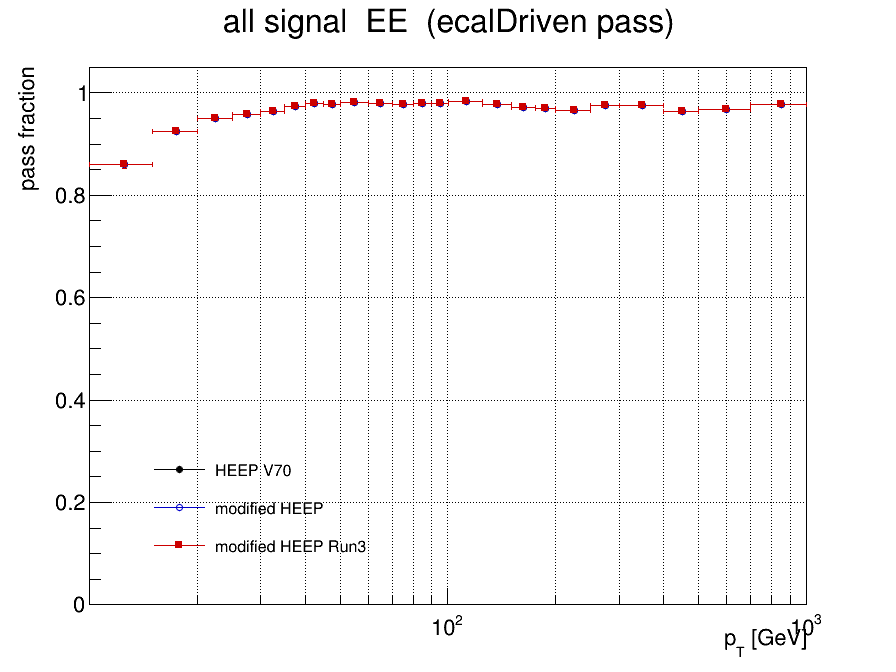 all signal EE (ecalDriven pass)
pass fraction
1
0.8
0.6
0.4
0.2
0
HEEP V70
modified HEEP
modified HEEP Run3
10²
10³
p_T [GeV]